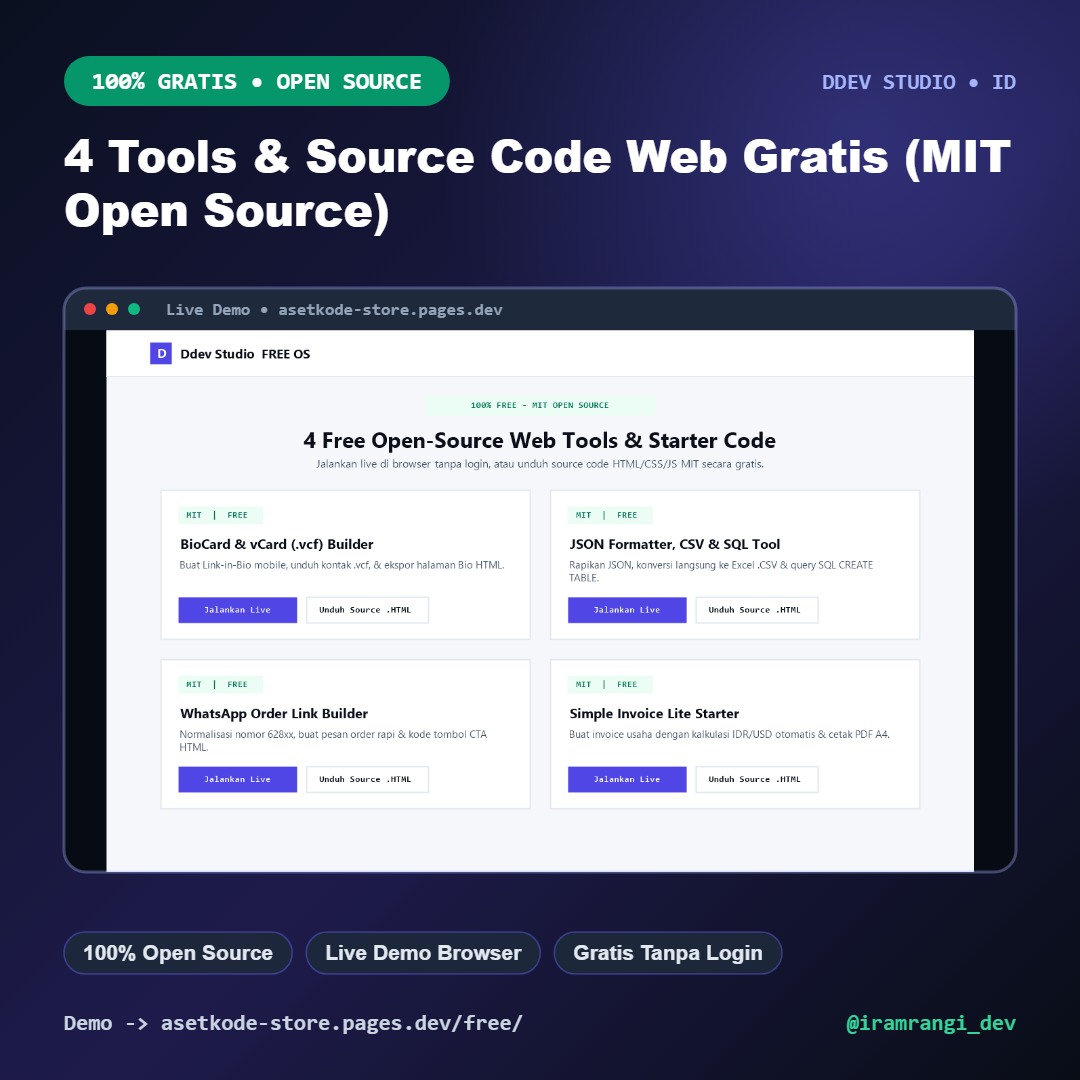 100% GRATIS • OPEN SOURCE
DDEV STUDIO • ID
4 Tools & Source Code Web Gratis (MIT
Open Source)
Live Demo • asetkode-store.pages.dev
D Ddev Studio FREE OS
100% FREE - MIT OPEN SOURCE
4 Free Open-Source Web Tools & Starter Code
Jalankan live di browser tanpa login, atau unduh source code HTML/CSS/JS MIT secara gratis.
MIT | FREE
BioCard & vCard (.vcf) Builder
Buat Link-in-Bio mobile, unduh kontak .vcf, & ekspor halaman Bio HTML.
Jalankan Live
Unduh Source .HTML
MIT | FREE
JSON Formatter, CSV & SQL Tool
Rapikan JSON, konversi langsung ke Excel .CSV & query SQL CREATE
TABLE.
Jalankan Live
Unduh Source .HTML
MIT | FREE
WhatsApp Order Link Builder
Normalisasi nomor 628xx, buat pesan order rapi & kode tombol CTA
HTML.
Jalankan Live
Unduh Source .HTML
MIT | FREE
Simple Invoice Lite Starter
Buat invoice usaha dengan kalkulasi IDR/USD otomatis & cetak PDF A4.
Jalankan Live
Unduh Source .HTML
100% Open Source
Live Demo Browser
Gratis Tanpa Login
Demo -> asetkode-store.pages.dev/free/
@iramrangi_dev